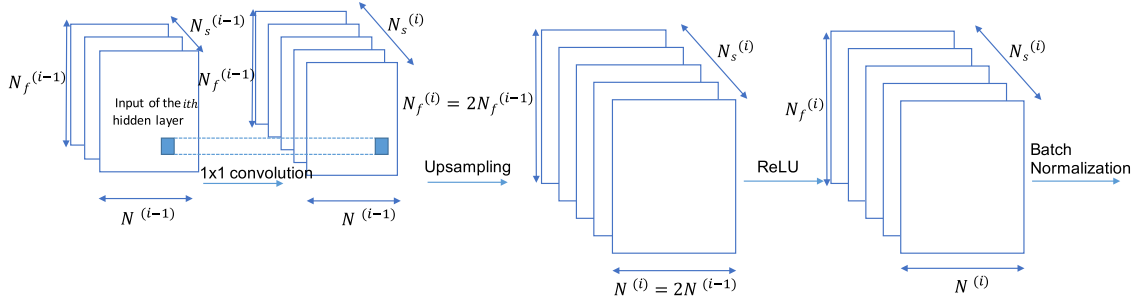 N_s^(i−1)
N_f^(i−1)
Input of the ith
hidden layer
N^(i−1)
1x1 convolution
N_s^(i)
N_f^(i−1)
N^(i−1)
Upsampling
N_s^(i)
N_f^(i) = 2N_f^(i−1)
N^(i) = 2N^(i−1)
ReLU
N_s^(i)
N_f^(i)
N^(i)
Batch
Normalization